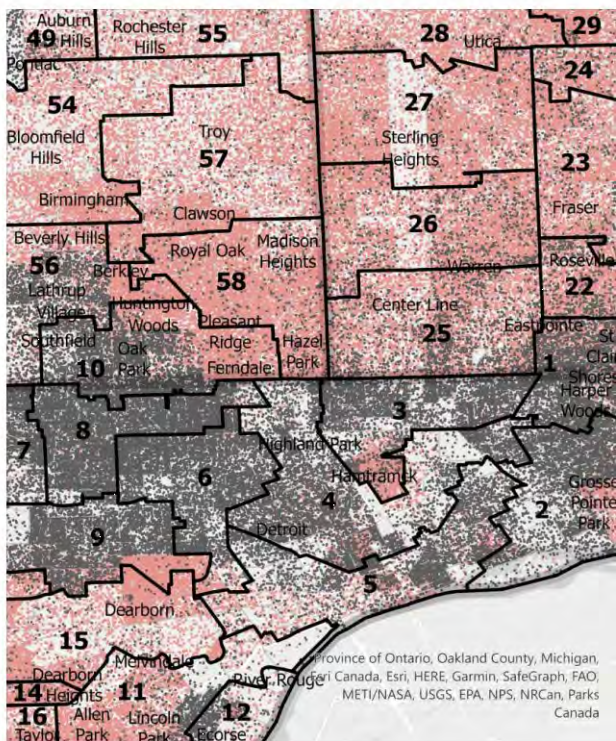 49
Auburn
Hills
Rochester
Hills
55
28
Utica
29
Pontiac
24
54
27
Bloomfield
Hills
Troy
57
Sterling
Heights
23
Birmingham
Clawson
26
Fraser
Beverly Hills
Royal Oak
Madison
Heights
56
Berkley
58
Warren
Roseville
Lathrup
Village
Huntington
Woods
Center Line
22
Southfield
Pleasant
Ridge
25
Eastpointe
10
Oak
Park
Ferndale
Hazel
Park
1
St
Clair
Shores
Harper
Woods
7
8
3
6
Highland Park
Hamtramck
4
2
Grosse
Pointe
Park
9
Detroit
5
Dearborn
15
Melvindale
Dearborn
Heights
14
11
River Rouge
16
Taylor
Allen
Park
Lincoln
Park
12
Ecorse
Province of Ontario, Oakland County, Michigan,
Esri Canada, Esri, HERE, Garmin, SafeGraph, FAO,
METI/NASA, USGS, EPA, NPS, NRCan, Parks
Canada